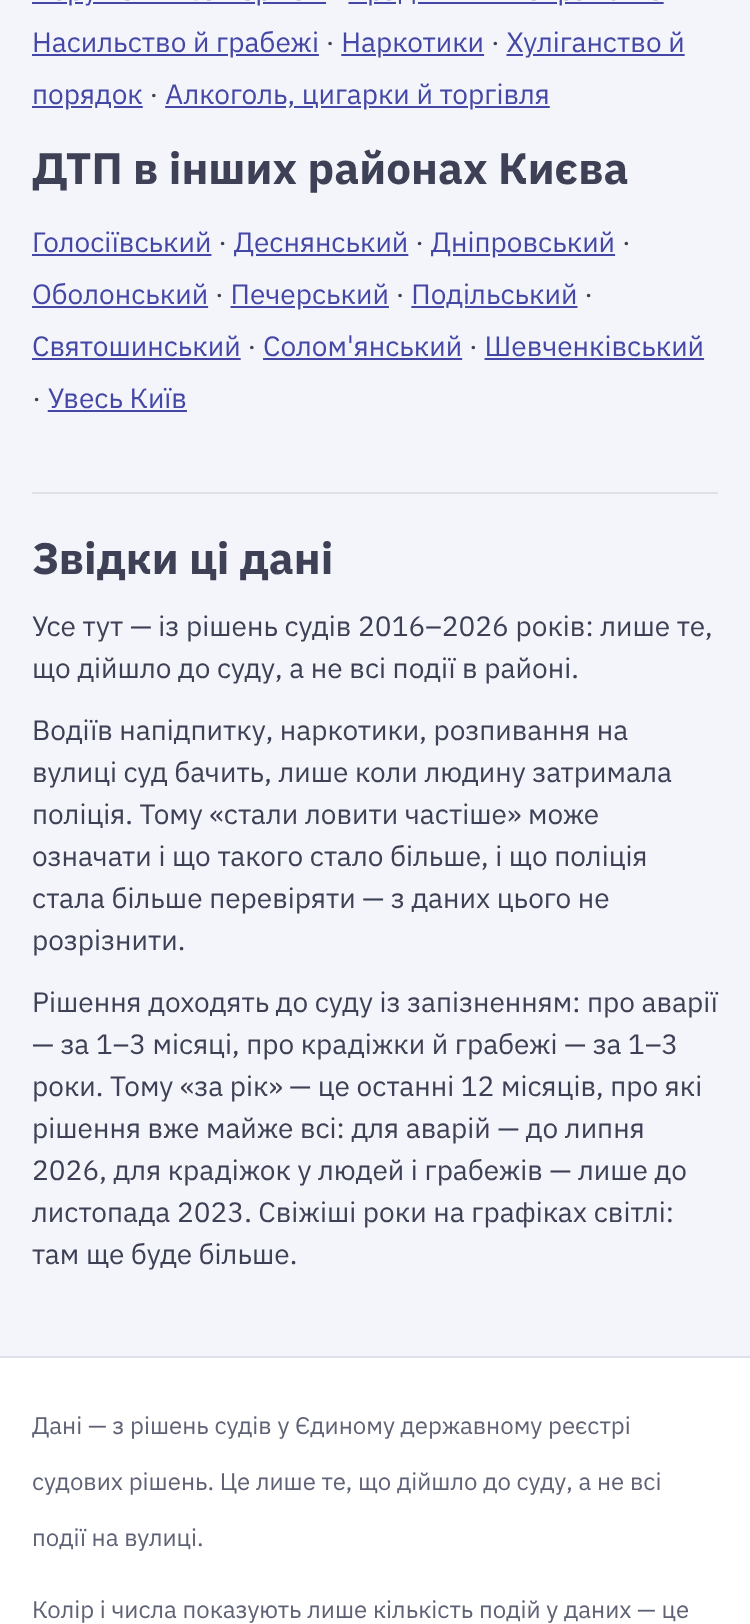 Насильство й грабежі · Наркотики · Хуліганство й
порядок · Алкоголь, цигарки й торгівля
ДТП в інших районах Києва
Голосіївський · Деснянський · Дніпровський ·
Оболонський · Печерський · Подільський ·
Святошинський · Солом'янський · Шевченківський
· Увесь Київ
Звідки ці дані
Усе тут — із рішень судів 2016–2026 років: лише те,
що дійшло до суду, а не всі події в районі.
Водіїв напідпитку, наркотики, розпивання на
вулиці суд бачить, лише коли людину затримала
поліція. Тому «стали ловити частіше» може
означати і що такого стало більше, і що поліція
стала більше перевіряти — з даних цього не
розрізнити.
Рішення доходять до суду із запізненням: про аварії
— за 1–3 місяці, про крадіжки й грабежі — за 1–3
роки. Тому «за рік» — це останні 12 місяців, про які
рішення вже майже всі: для аварій — до липня
2026, для крадіжок у людей і грабежів — лише до
листопада 2023. Свіжіші роки на графіках світлі:
там ще буде більше.
Дані — з рішень судів у Єдиному державному реєстрі
судових рішень. Це лише те, що дійшло до суду, а не всі
події на вулиці.
Колір і числа показують лише кількість подій у даних — це